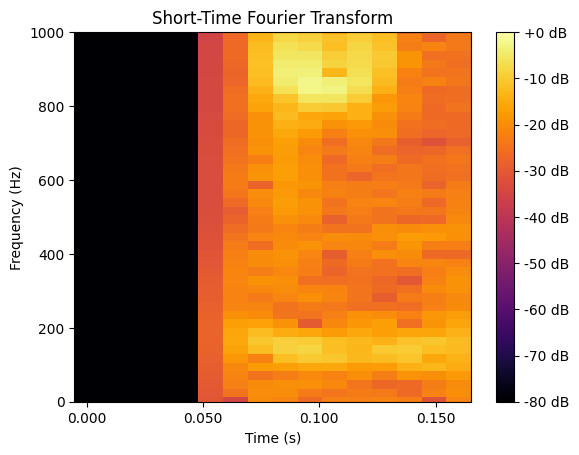 Short-Time Fourier Transform
1000
800
600
400
200
0
Frequency (Hz)
0.000
0.050
0.100
0.150
Time (s)
+0 dB
-10 dB
-20 dB
-30 dB
-40 dB
-50 dB
-60 dB
-70 dB
-80 dB